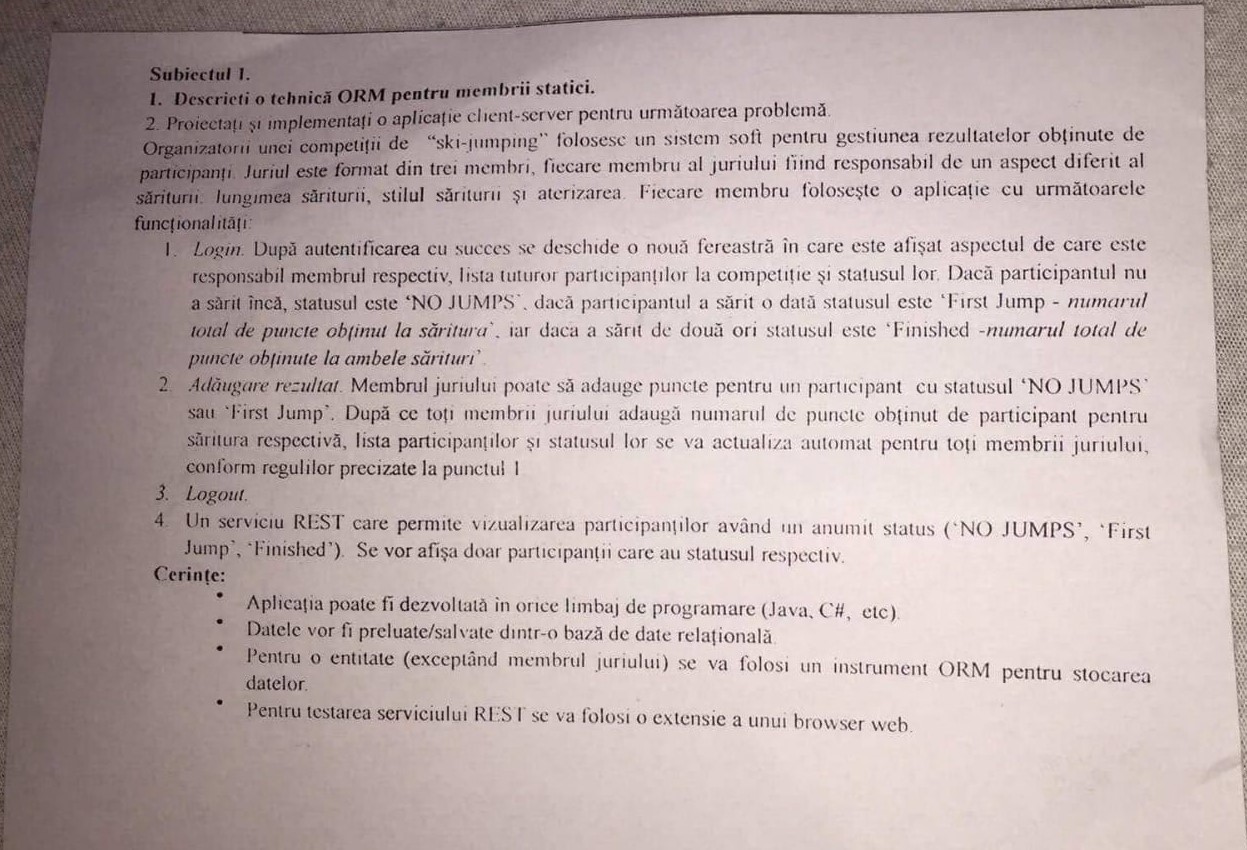 Subiectul 1.
1. Descrieti o tehnică ORM pentru membrii statici.
2. Proiectați și implementați o aplicație client-server pentru următoarea problemă.
Organizatorii unei competiții de “ski-jumping” folosesc un sistem soft pentru gestiunea rezultatelor obținute de
participanți. Juriul este format din trei membri, fiecare membru al juriului fiind responsabil de un aspect diferit al
săriturii: lungimea săriturii, stilul săriturii și aterizarea. Fiecare membru folosește o aplicație cu următoarele
funcționalități:
1. Login. După autentificarea cu succes se deschide o nouă fereastră în care este afișat aspectul de care este
responsabil membrul respectiv, lista tuturor participanților la competiție și statusul lor. Dacă participantul nu
a sărit încă, statusul este ‘NO JUMPS’, dacă participantul a sărit o dată statusul este ‘First Jump - numarul
total de puncte obținut la săritura’, iar daca a sărit de două ori statusul este ‘Finished -numarul total de
puncte obținute la ambele sărituri’.
2. Adăugare rezultat. Membrul juriului poate să adauge puncte pentru un participant cu statusul ‘NO JUMPS’
sau ‘First Jump’. După ce toți membrii juriului adaugă numarul de puncte obținut de participant pentru
săritura respectivă, lista participanților și statusul lor se va actualiza automat pentru toți membrii juriului,
conform regulilor precizate la punctul 1
3. Logout.
4. Un serviciu REST care permite vizualizarea participanților având un anumit status (‘NO JUMPS’, ‘First
Jump’, ‘Finished’). Se vor afișa doar participanții care au statusul respectiv.
Cerințe:
• Aplicația poate fi dezvoltată în orice limbaj de programare (Java, C#, etc).
• Datele vor fi preluate/salvate dintr-o bază de date relațională.
• Pentru o entitate (exceptând membrul juriului) se va folosi un instrument ORM pentru stocarea
datelor.
• Pentru testarea serviciului REST se va folosi o extensie a unui browser web.